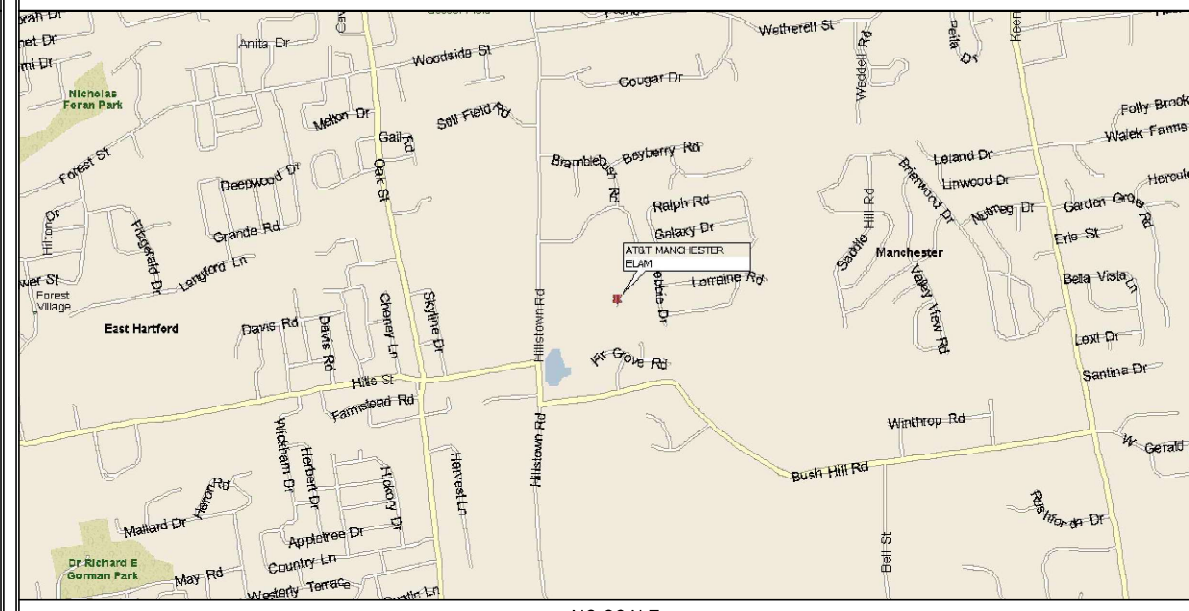 Anita Dr
Woodside St
Wetherell St
Waddell Rd
Cougar Dr
Nicholas
Foran Park
Melton Dr
Still Field Rd
Gail Rd
Folly Brook
Walek Farms
Forest St
Oak St
Bramblebush Rd
Bayberry Rd
Deepwood Dr
Leland Dr
Linwood Dr
Brierwood Dr
Nutmeg Dr
Garden Grove Rd
Hilton Dr
Fitzgerald Dr
Grande Rd
Ralph Rd
Galaxy Dr
Saddle Hill Rd
Erie St
AT&T MANCHESTER
ELAM
Manchester
Langford Ln
Lorraine Rd
Valley View Rd
Bella Vista Ln
Forest
Village
East Hartford
Davis Rd
Davis Rd
Cheney Ln
Skyline Dr
Hillstown Rd
Lexi Dr
Fir Grove Rd
Santina Dr
Hills St
Farmstead Rd
Winthrop Rd
Hillstown Rd
W Gerald
Wickham Dr
Herbert Dr
Hickory Dr
Harvest Ln
Bush Hill Rd
Heron Rd
Mallard Dr
Rushford Dr
Appletree Dr
Bell St
Country Ln
Dr Richard E
Gorman Park
May Rd
Westerly Terrace